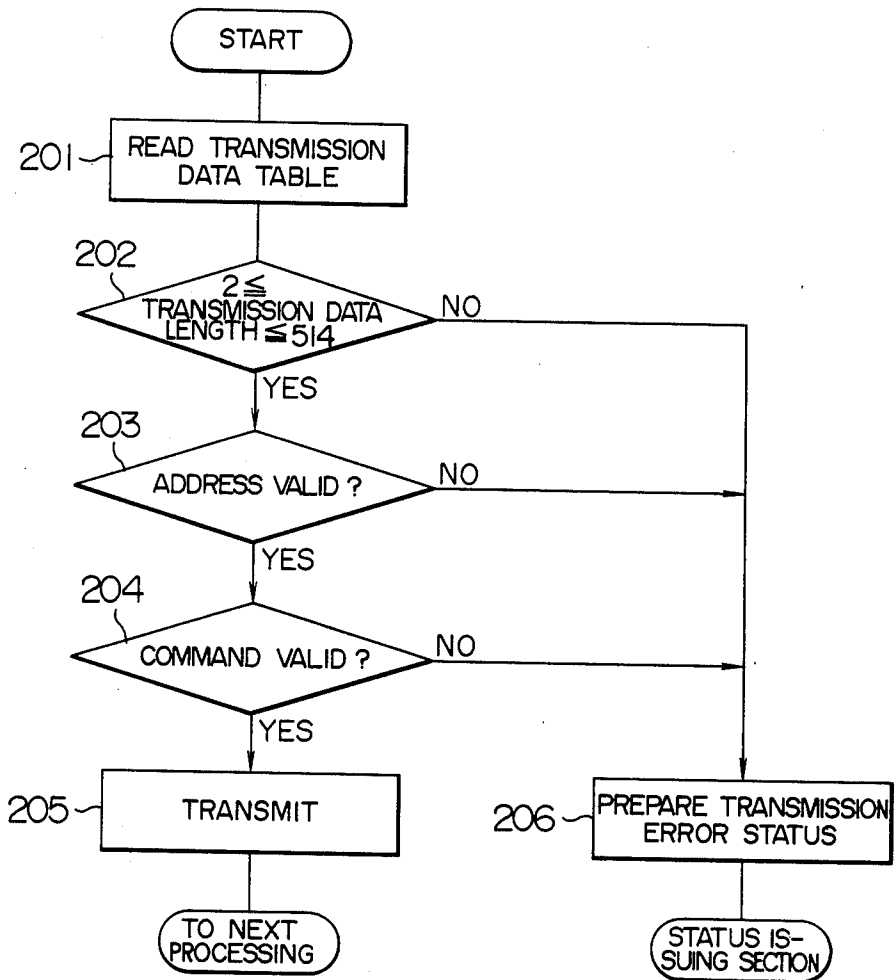 START
201
READ TRANSMISSION
DATA TABLE
202
2 ≦
TRANSMISSION DATA
LENGTH ≦ 514
NO
YES
203
ADDRESS VALID ?
NO
YES
204
COMMAND VALID ?
NO
YES
205
TRANSMIT
206
PREPARE TRANSMISSION
ERROR STATUS
TO NEXT
PROCESSING
STATUS IS-
SUING SECTION